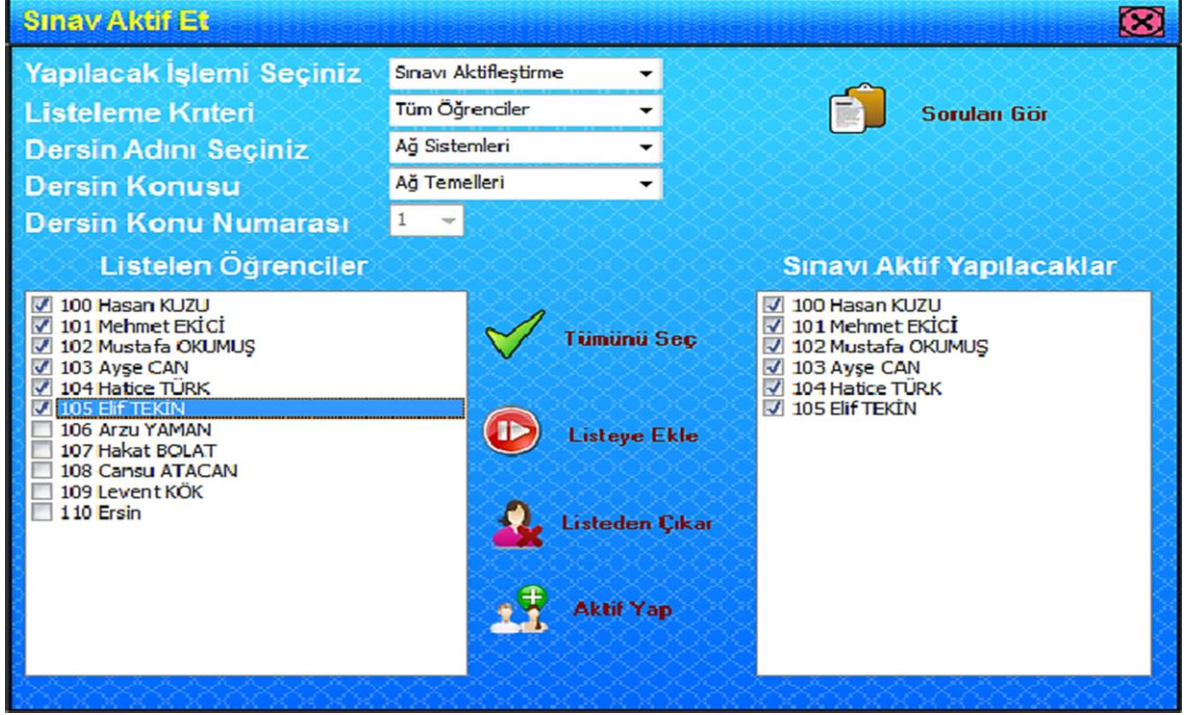 Sınav Aktif Et
Yapılacak İşlemi Seçiniz
Sınavı Aktifleştirme
Listeleme Kriteri
Tüm Öğrenciler
Dersin Adını Seçiniz
Ağ Sistemleri
Dersin Konusu
Ağ Temelleri
Dersin Konu Numarası
1
Soruları Gör
Listelen Öğrenciler
100 Hasan KUZU
101 Mehmet EKİCİ
102 Mustafa OKUMUŞ
103 Ayşe CAN
104 Hatice TÜRK
105 Elif TEKİN
106 Arzu YAMAN
107 Hakat BOLAT
108 Cansu ATACAN
109 Levent KÖK
110 Ersin
Tümünü Seç
Listeye Ekle
Listeden Çıkar
Aktif Yap
Sınavı Aktif Yapılacaklar
100 Hasan KUZU
101 Mehmet EKİCİ
102 Mustafa OKUMUŞ
103 Ayşe CAN
104 Hatice TÜRK
105 Elif TEKİN